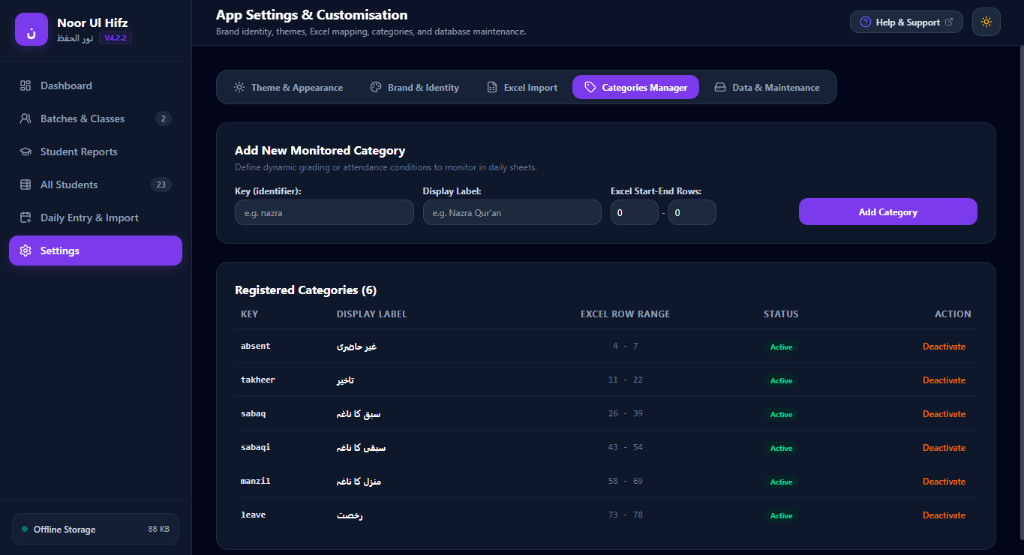 ن
Noor Ul Hifz
نور الحفظ V4.2.2
Dashboard
Batches & Classes 2
Student Reports
All Students 23
Daily Entry & Import
Settings
Offline Storage 88 KB
App Settings & Customisation
Brand identity, themes, Excel mapping, categories, and database maintenance.
Help & Support
Theme & Appearance Brand & Identity Excel Import Categories Manager Data & Maintenance
Add New Monitored Category
Define dynamic grading or attendance conditions to monitor in daily sheets.
Key (identifier): Display Label: Excel Start-End Rows:
e.g. nazra e.g. Nazra Qur'an 0 - 0 Add Category
Registered Categories (6)
KEY DISPLAY LABEL EXCEL ROW RANGE STATUS ACTION
absent غیر حاضری 4 - 7 Active Deactivate
takheer تاخیر 11 - 22 Active Deactivate
sabaq سبق کا ناغہ 26 - 39 Active Deactivate
sabaqi سبقی کا ناغہ 43 - 54 Active Deactivate
manzil منزل کا ناغہ 58 - 69 Active Deactivate
leave رخصت 73 - 78 Active Deactivate